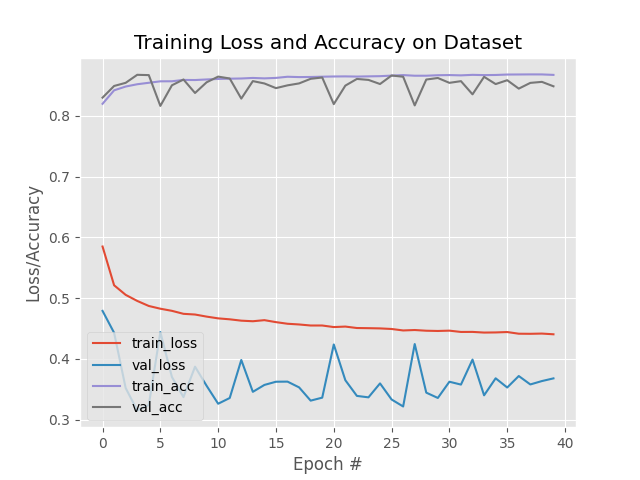 Training Loss and Accuracy on Dataset
Loss/Accuracy
0.8
0.7
0.6
0.5
0.4
0.3
train_loss
val_loss
train_acc
val_acc
0 5 10 15 20 25 30 35 40
Epoch #